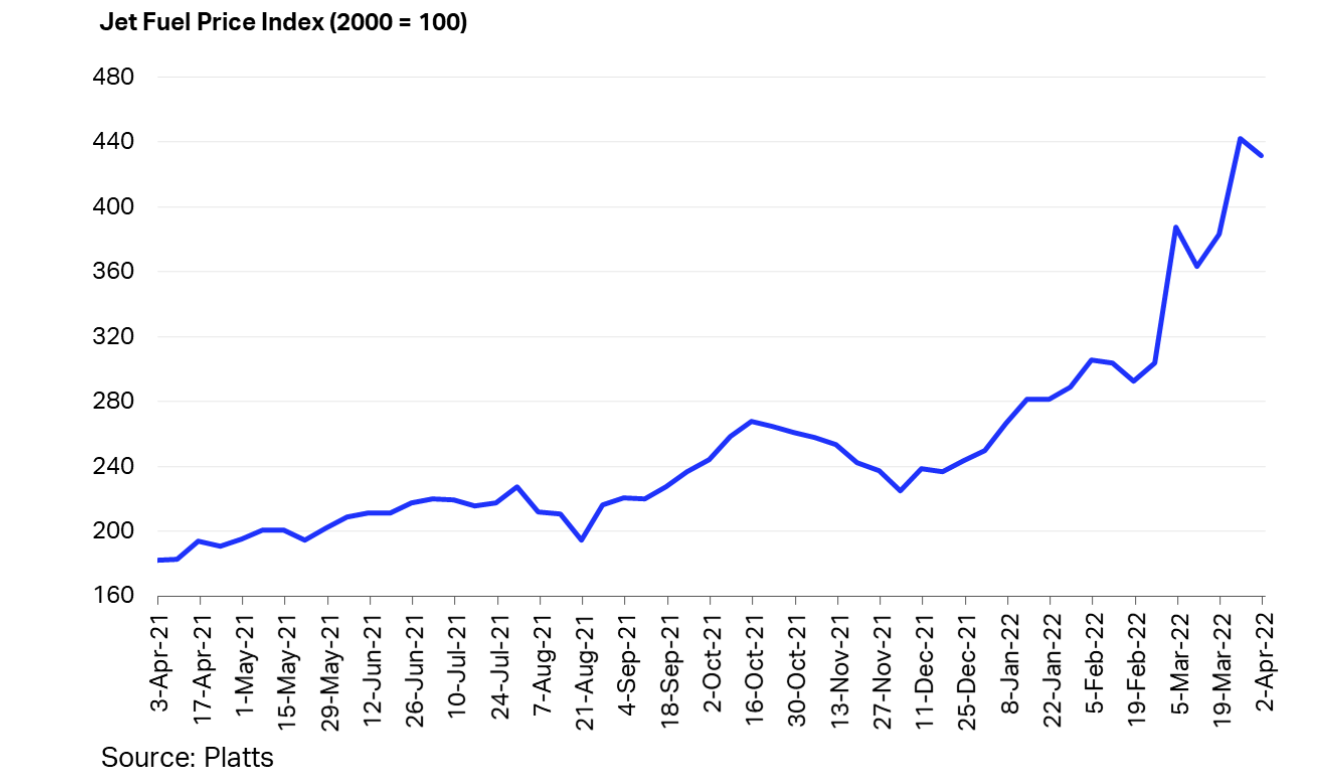 Jet Fuel Price Index (2000 = 100)
480
440
400
360
320
280
240
200
160
3-Apr-21
17-Apr-21
1-May-21
15-May-21
29-May-21
12-Jun-21
26-Jun-21
10-Jul-21
24-Jul-21
7-Aug-21
21-Aug-21
4-Sep-21
18-Sep-21
2-Oct-21
16-Oct-21
30-Oct-21
13-Nov-21
27-Nov-21
11-Dec-21
25-Dec-21
8-Jan-22
22-Jan-22
5-Feb-22
19-Feb-22
5-Mar-22
19-Mar-22
2-Apr-22
Source: Platts